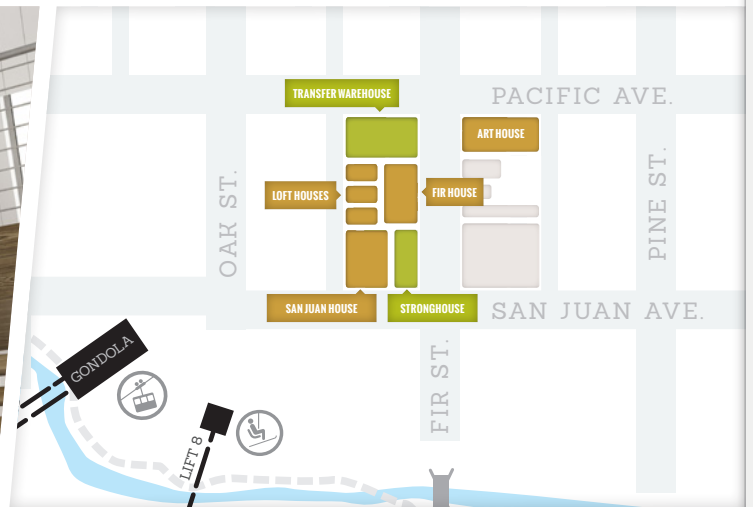 TRANSFER WAREHOUSE
PACIFIC AVE.
ART HOUSE
LOFT HOUSES
FIR HOUSE
OAK ST.
PINE ST.
SAN JUAN HOUSE
STRONGHOUSE
SAN JUAN AVE.
GONDOLA
FIR ST.
LIFT 8